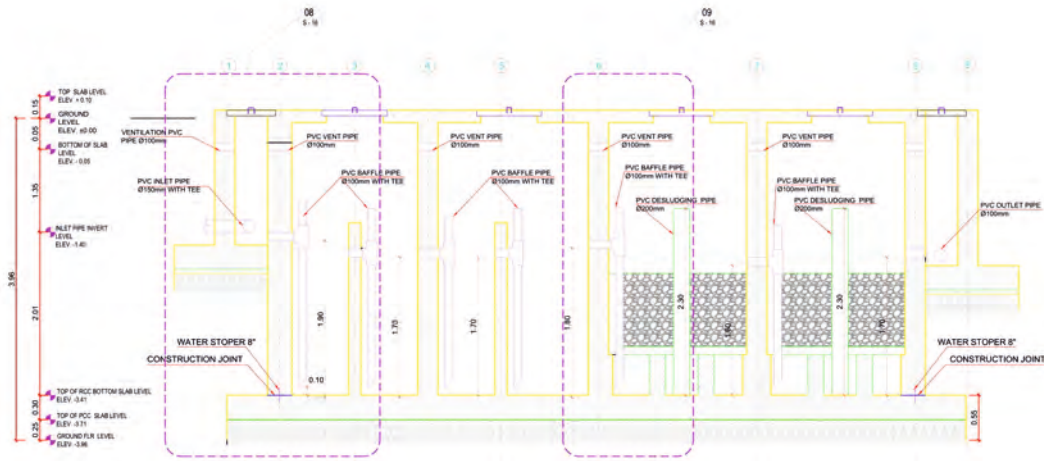 08
S - 16
09
S - 16
1
2
3
4
5
6
7
8
TOP SLAB LEVEL
ELEV. + 0.10
GROUND
LEVEL
ELEV. ±0.00
BOTTOM OF SLAB
LEVEL
ELEV. - 0.05
INLET PIPE INVERT
LEVEL
ELEV. -1.40
TOP OF RCC BOTTOM SLAB LEVEL
ELEV. -3.41
TOP OF PCC SLAB LEVEL
ELEV. -3.71
GROUND FLR LEVEL
ELEV. -3.96
0.15
0.05
1.35
2.01
0.30
0.25
3.96
VENTILATION PVC
PIPE Ø100mm
PVC INLET PIPE
Ø150mm WITH TEE
PVC VENT PIPE
Ø100mm
PVC BAFFLE PIPE
Ø100mm WITH TEE
PVC VENT PIPE
Ø100mm
PVC BAFFLE PIPE
Ø100mm WITH TEE
PVC VENT PIPE
Ø100mm
PVC BAFFLE PIPE
Ø100mm WITH TEE
PVC DESLUDGING PIPE
Ø200mm
PVC VENT PIPE
Ø100mm
PVC BAFFLE PIPE
Ø100mm WITH TEE
PVC DESLUDGING PIPE
Ø200mm
PVC OUTLET PIPE
Ø100mm
WATER STOPER 8"
CONSTRUCTION JOINT
1.90
0.10
1.70
1.70
1.80
2.30
2.30
1.70
WATER STOPER 8"
CONSTRUCTION JOINT
0.55